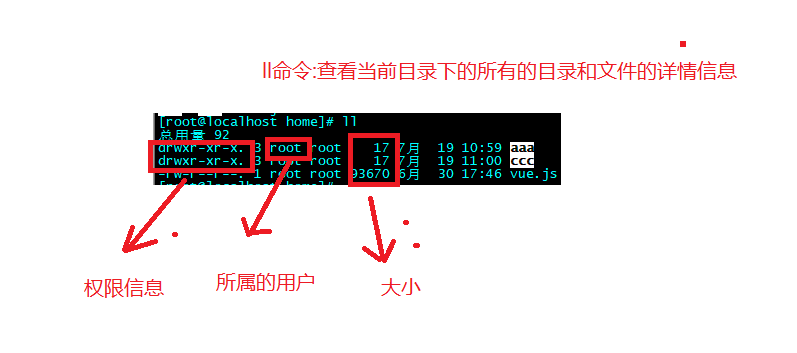 ll命令:查看当前目录下的所有的目录和文件的详情信息
[root@localhost home]# ll
总用量 92
drwxr-xr-x. 3 root root 17 7月 19 10:59 aaa
drwxr-xr-x. 3 root root 17 7月 19 11:00 ccc
-rw-r--r--. 1 root root 93670 6月 30 17:46 vue.js
[root@localhost home]#
权限信息
所属的用户
大小